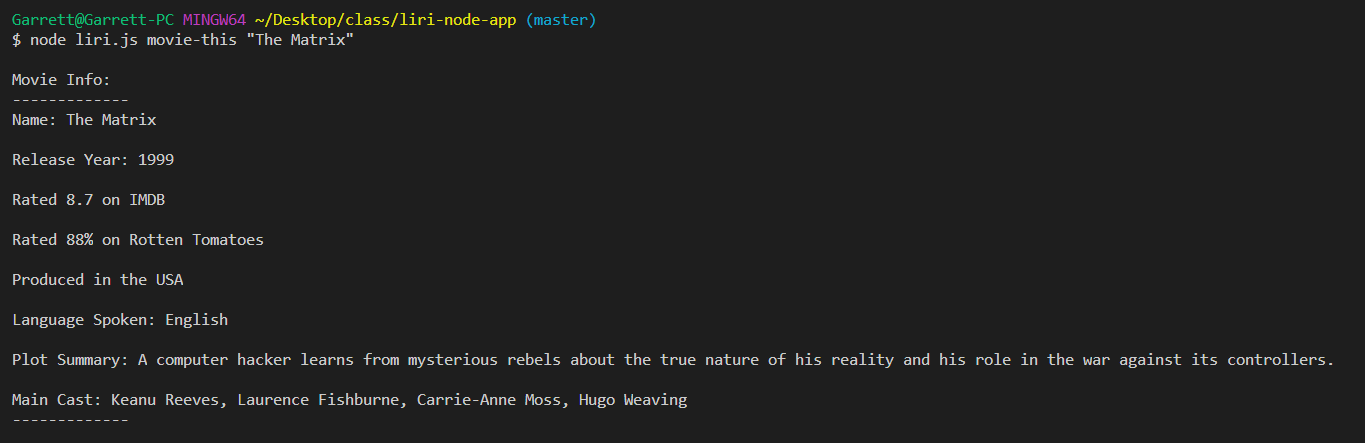 Garrett@Garrett-PC MINGW64 ~/Desktop/class/liri-node-app (master)
$ node liri.js movie-this "The Matrix"
Movie Info:
-------------
Name: The Matrix
Release Year: 1999
Rated 8.7 on IMDB
Rated 88% on Rotten Tomatoes
Produced in the USA
Language Spoken: English
Plot Summary: A computer hacker learns from mysterious rebels about the true nature of his reality and his role in the war against its controllers.
Main Cast: Keanu Reeves, Laurence Fishburne, Carrie-Anne Moss, Hugo Weaving
-------------